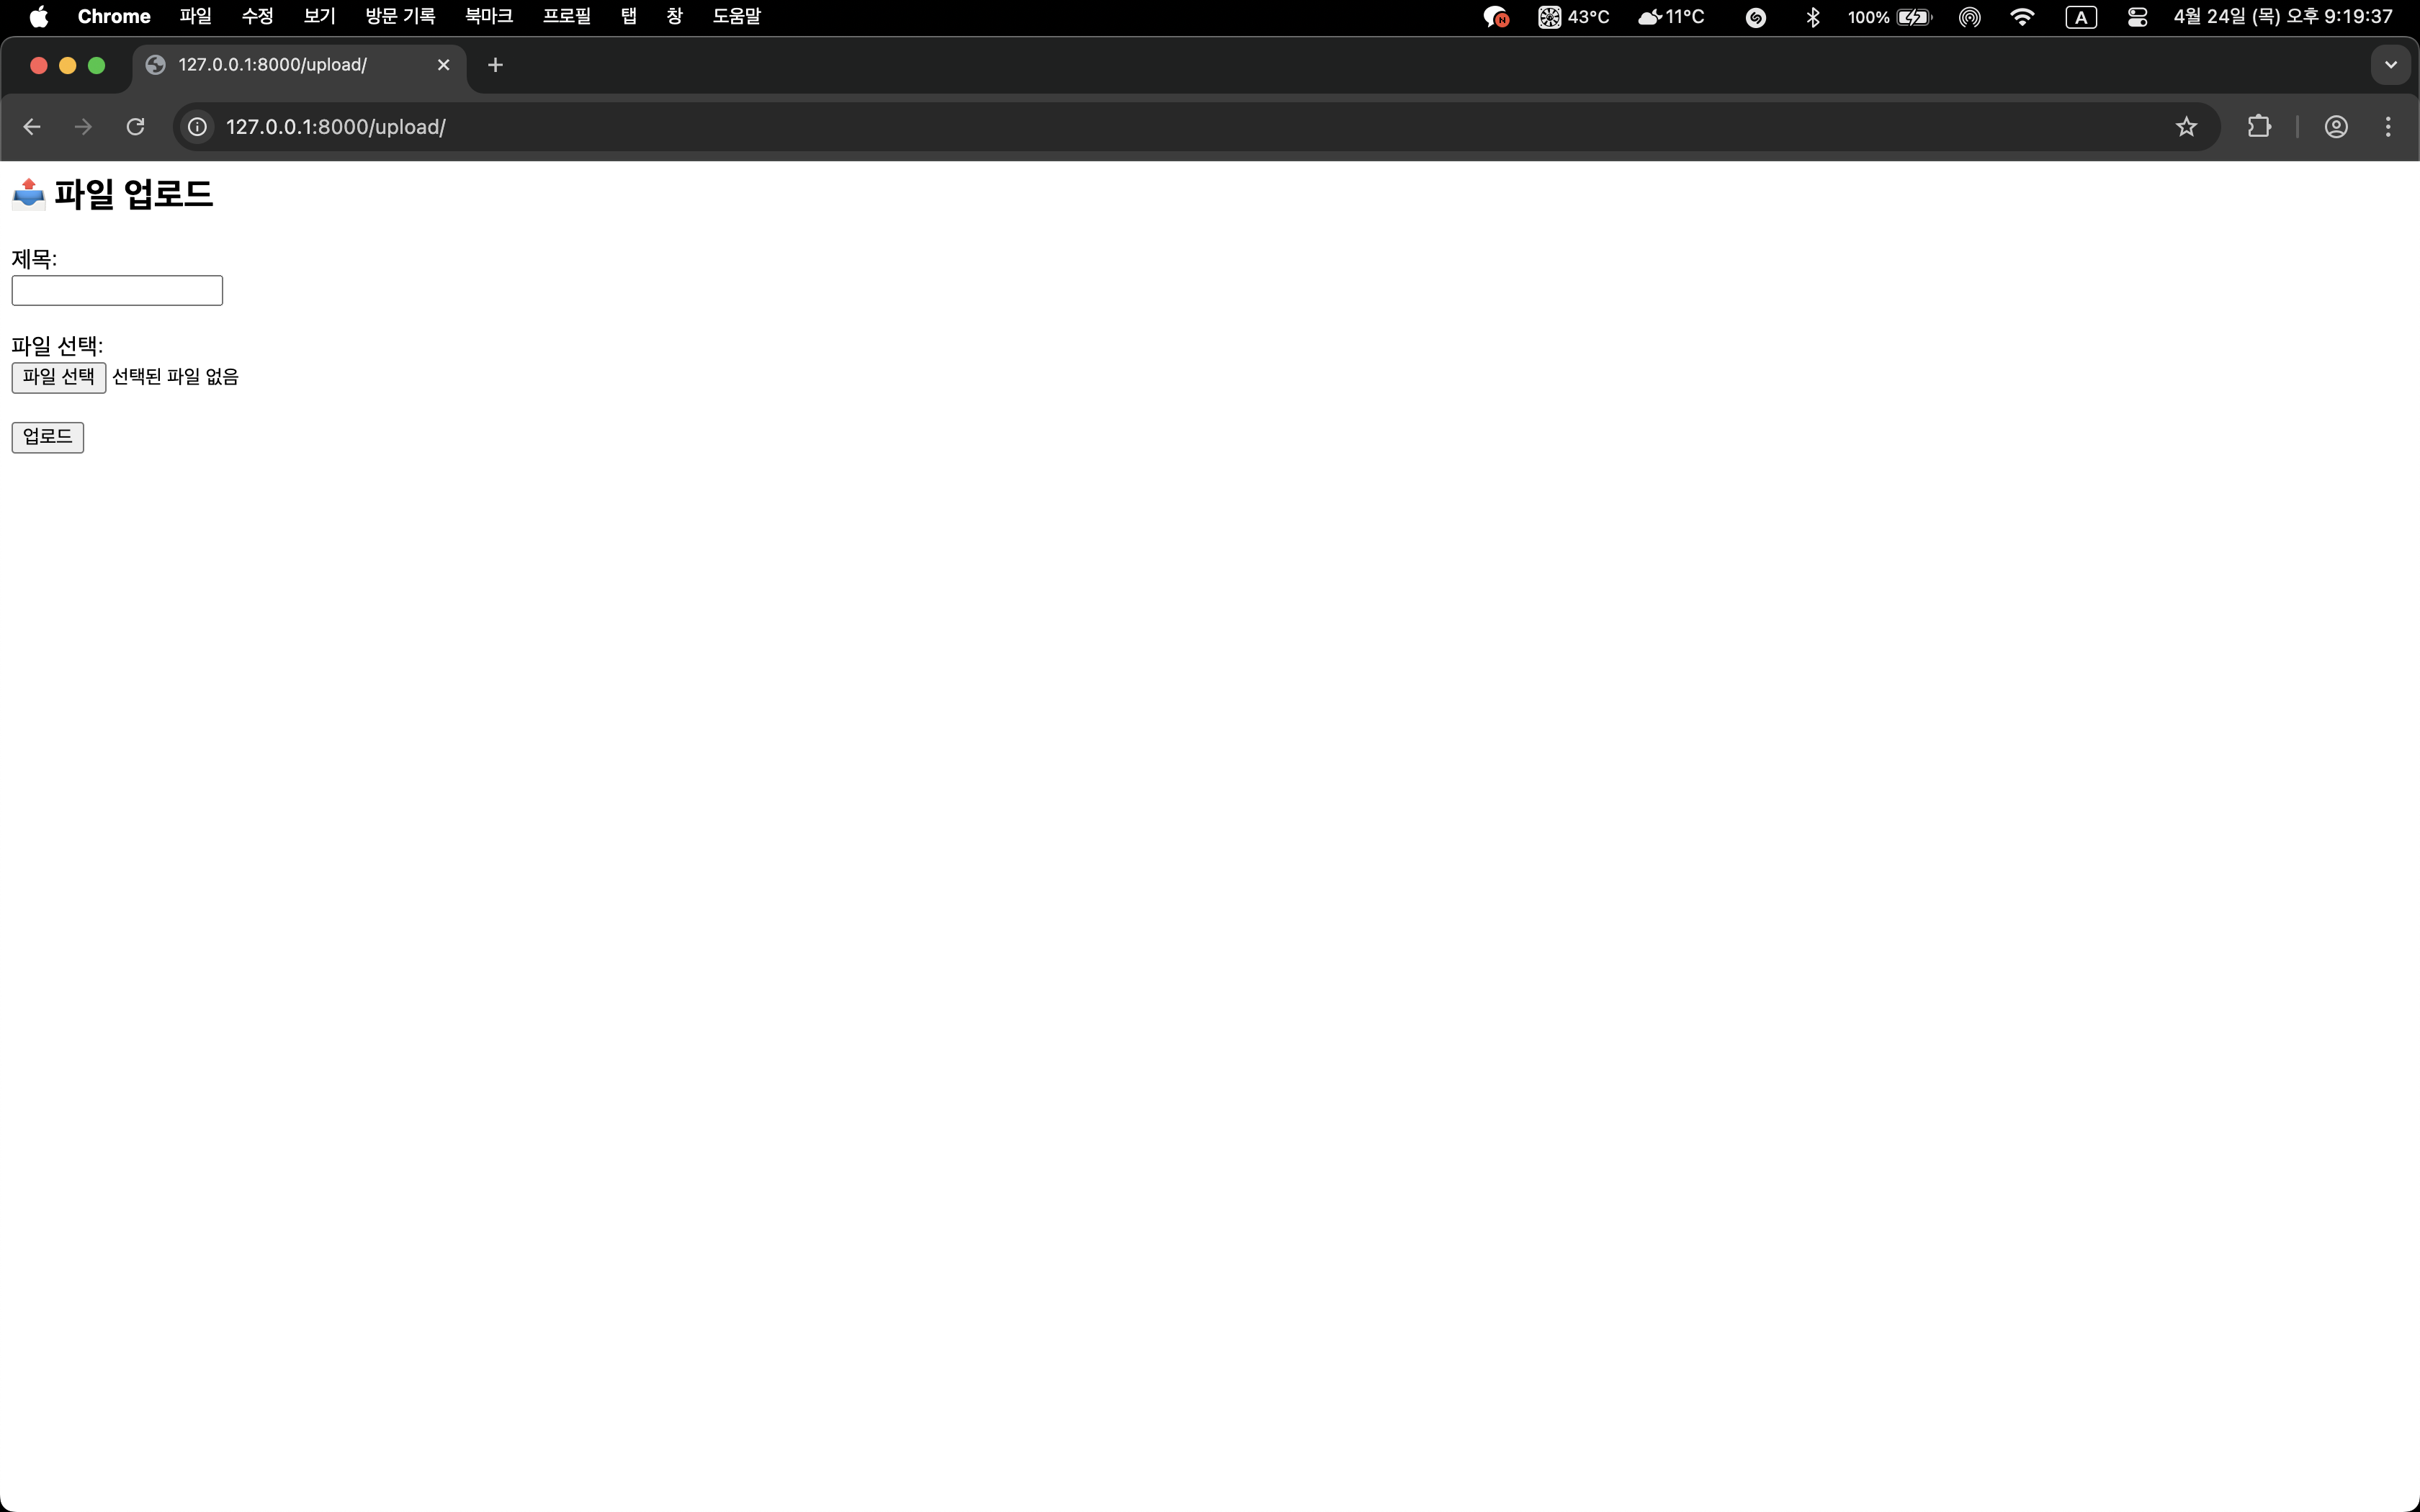 Chrome 파일 수정 보기 방문 기록 북마크 프로필 탭 창 도움말 N 43°C 11°C 100% A 4월 24일 (목) 오후 9:19:37
127.0.0.1:8000/upload/
127.0.0.1:8000/upload/
파일 업로드
제목:
파일 선택:
파일 선택 선택된 파일 없음
업로드